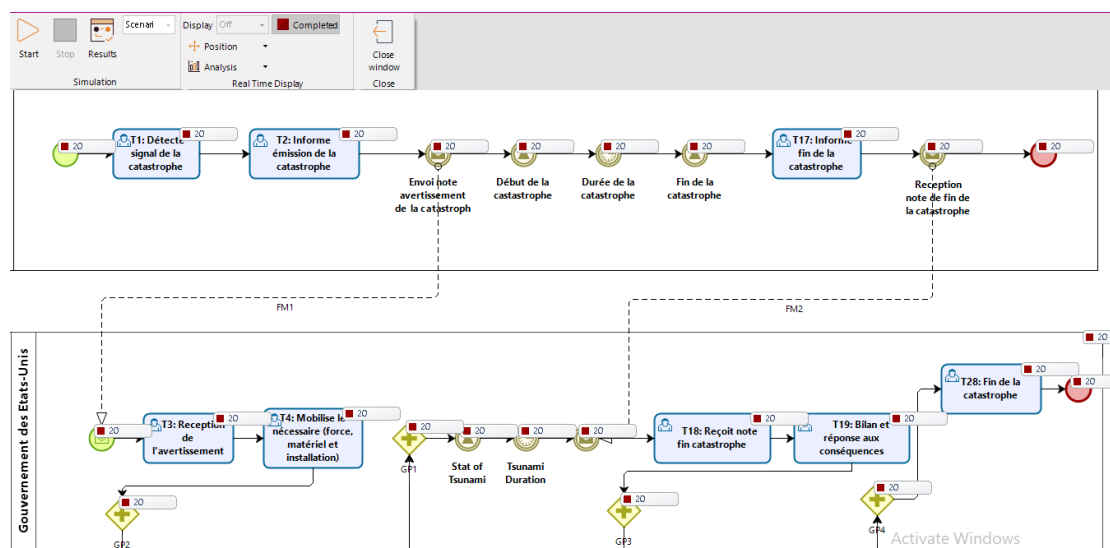 Start
Stop
Results
Scenari
Simulation
Display Off
Completed
Position
Analysis
Real Time Display
Close
window
Close
20
20
20
20
20
20
20
20
20
20
T1: Détecte
signal de la
catastrophe
T2: Informe
émission de la
catastrophe
Envoi note
avertissement
de la catastroph
Début de la
castastrophe
Durée de la
catastrophe
Fin de la
catastrophe
T17: Informe
fin de la
catastrophe
Reception
note de fin de
la catastrophe
FM1
FM2
Gouvernement des Etats-Unis
20
20
20
T28: Fin de la
catastrophe
20
20
20
20
20
20
20
20
20
T3: Reception
de
l'avertissement
T4: Mobilise le
nécessaire (force,
matériel et
installation)
GP1
Stat of
Tsunami
Tsunami
Duration
T18: Reçoit note
fin catastrophe
T19: Bilan et
réponse aux
conséquences
20
GP2
20
GP3
20
GP4
Activate Windows